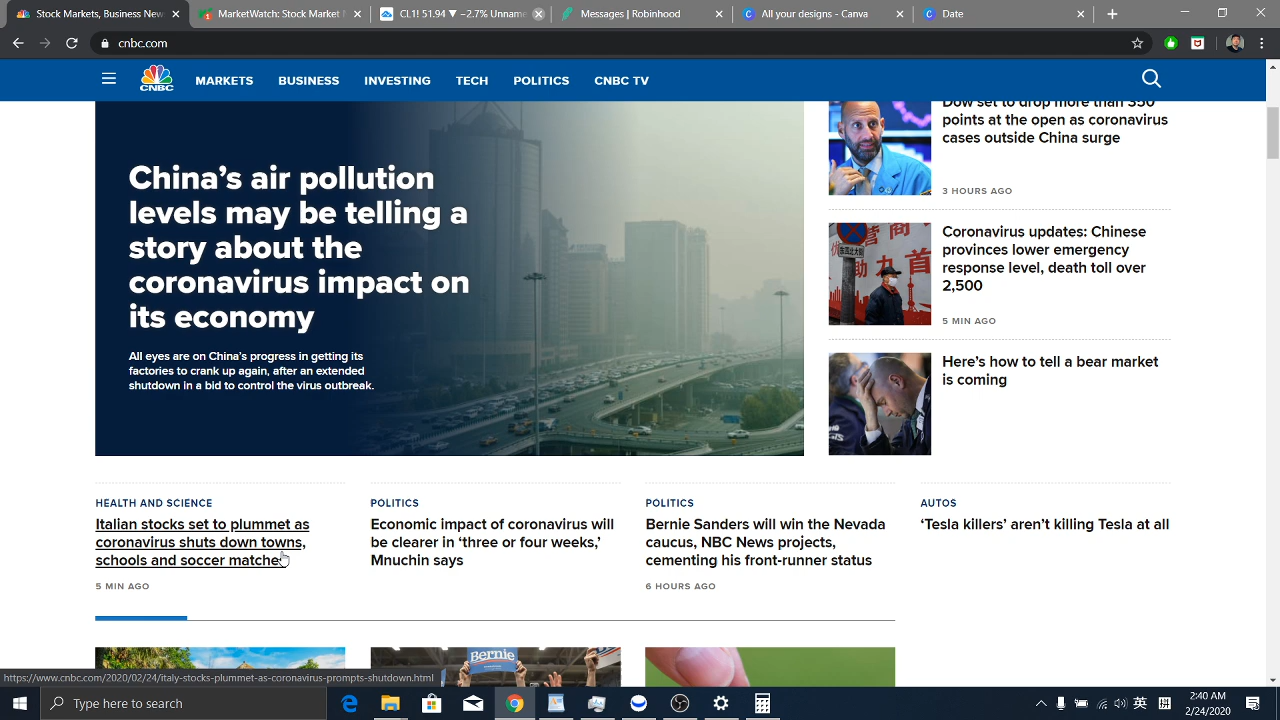 Stock Markets,
MarketWatch: Stock Market N
CL1! 51.94 ▼ −2.7% Unname
Messages | Robinhood
All your designs - Canva
Date
cnbc.com
CNBC
MARKETS
BUSINESS
INVESTING
TECH
POLITICS
CNBC TV
China's air pollution
levels may be telling a
story about the
coronavirus impact on
its economy
All eyes are on China's progress in getting its
factories to crank up again, after an extended
shutdown in a bid to control the virus outbreak.
Dow set to drop more than 350
points at the open as coronavirus
cases outside China surge
3 HOURS AGO
Coronavirus updates: Chinese
provinces lower emergency
response level, death toll over
2,500
5 MIN AGO
Here's how to tell a bear market
is coming
HEALTH AND SCIENCE
Italian stocks set to plummet as
coronavirus shuts down towns,
schools and soccer matches
5 MIN AGO
POLITICS
Economic impact of coronavirus will
be clearer in 'three or four weeks,'
Mnuchin says
POLITICS
Bernie Sanders will win the Nevada
caucus, NBC News projects,
cementing his front-runner status
6 HOURS AGO
AUTOS
'Tesla killers' aren't killing Tesla at all
Bernie
https://www.cnbc.com/2020/02/24/italy-stocks-plummet-as-coronavirus-prompts-shutdown.html
Type here to search
英
拼
2:40 AM
2/24/2020